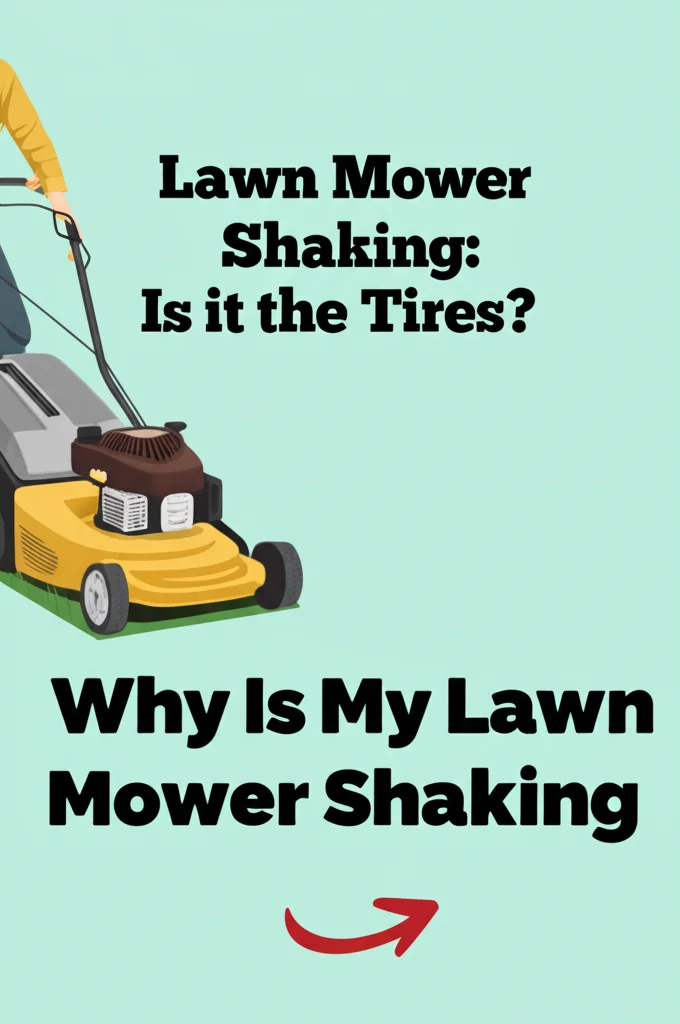 Lawn Mower
Shaking:
Is it the Tires?
Why Is My Lawn
Mower Shaking